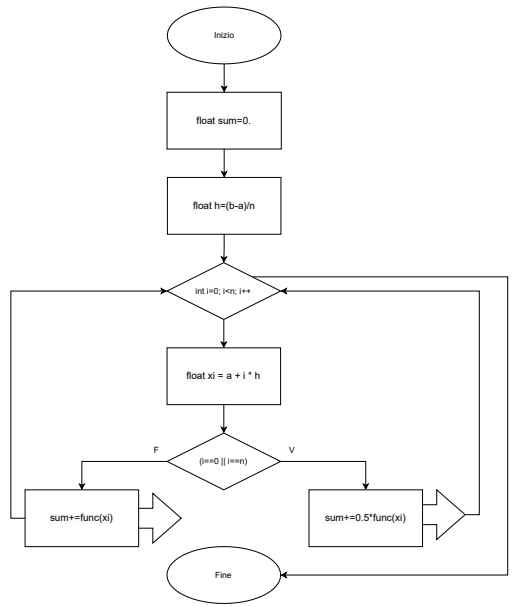 Inizio
float sum=0.
float h=(b-a)/n
int i=0; i<n; i++
float xi = a + i * h
(i==0 || i==n)
F
V
sum+=func(xi)
sum+=0.5*func(xi)
Fine